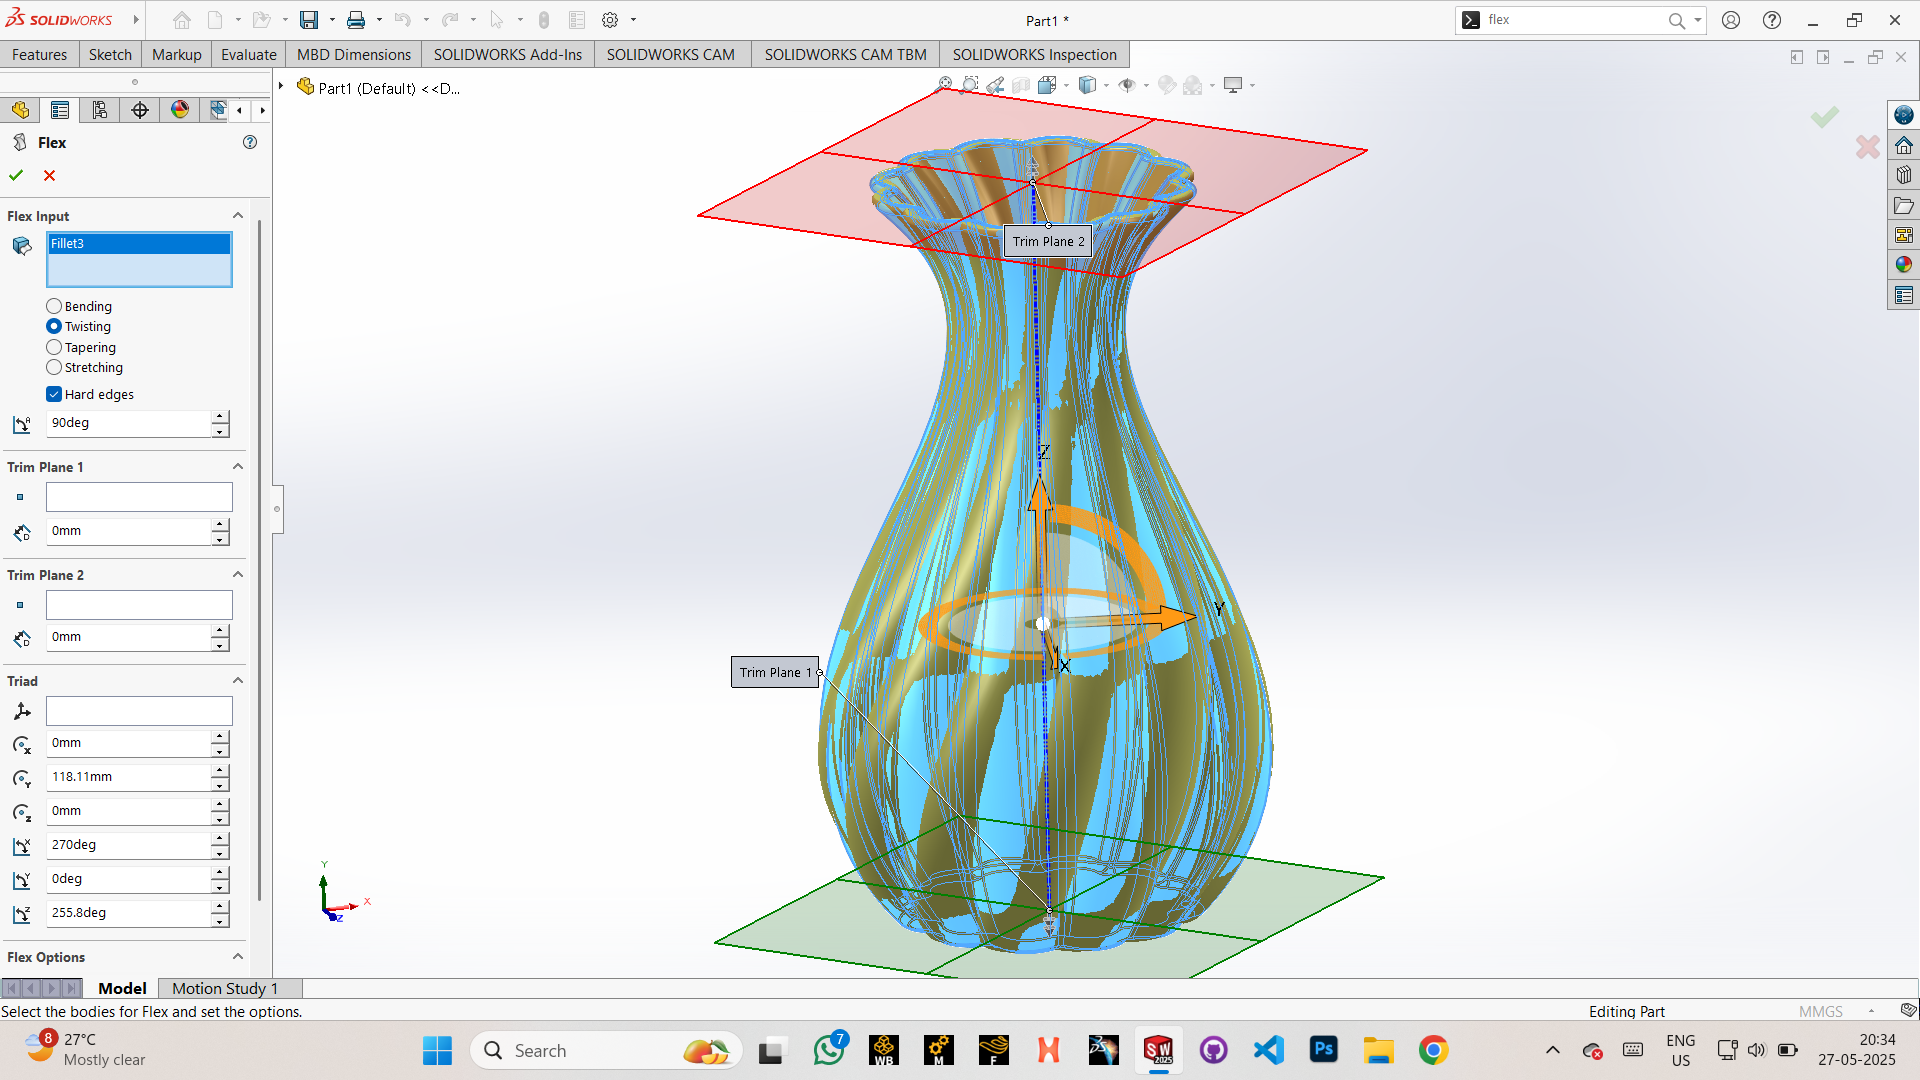 SOLIDWORKS
Part1 *
flex
Features
Sketch
Markup
Evaluate
MBD Dimensions
SOLIDWORKS Add-Ins
SOLIDWORKS CAM
SOLIDWORKS CAM TBM
SOLIDWORKS Inspection
Part1 (Default) <<D...
Flex
Flex Input
Fillet3
Bending
Twisting
Tapering
Stretching
Hard edges
90deg
Trim Plane 1
0mm
Trim Plane 2
0mm
Triad
0mm
118.11mm
0mm
270deg
0deg
255.8deg
Flex Options
Trim Plane 2
Z
Y
X
Trim Plane 1
Y
X
Z
Model
Motion Study 1
Select the bodies for Flex and set the options.
Editing Part
MMGS
8
27°C
Mostly clear
Search
7
WB
M
F
SW
2025
Ps
ENG
US
20:34
27-05-2025